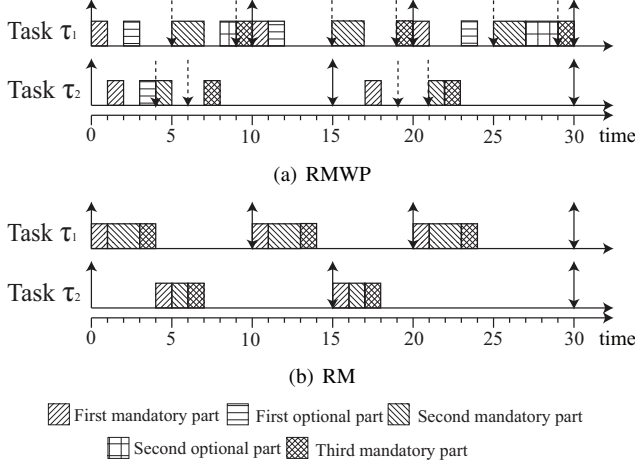 Task τ1
Task τ2
0 5 10 15 20 25 30 time
(a) RMWP
Task τ1
Task τ2
0 5 10 15 20 25 30 time
(b) RM
First mandatory part First optional part Second mandatory part
Second optional part Third mandatory part